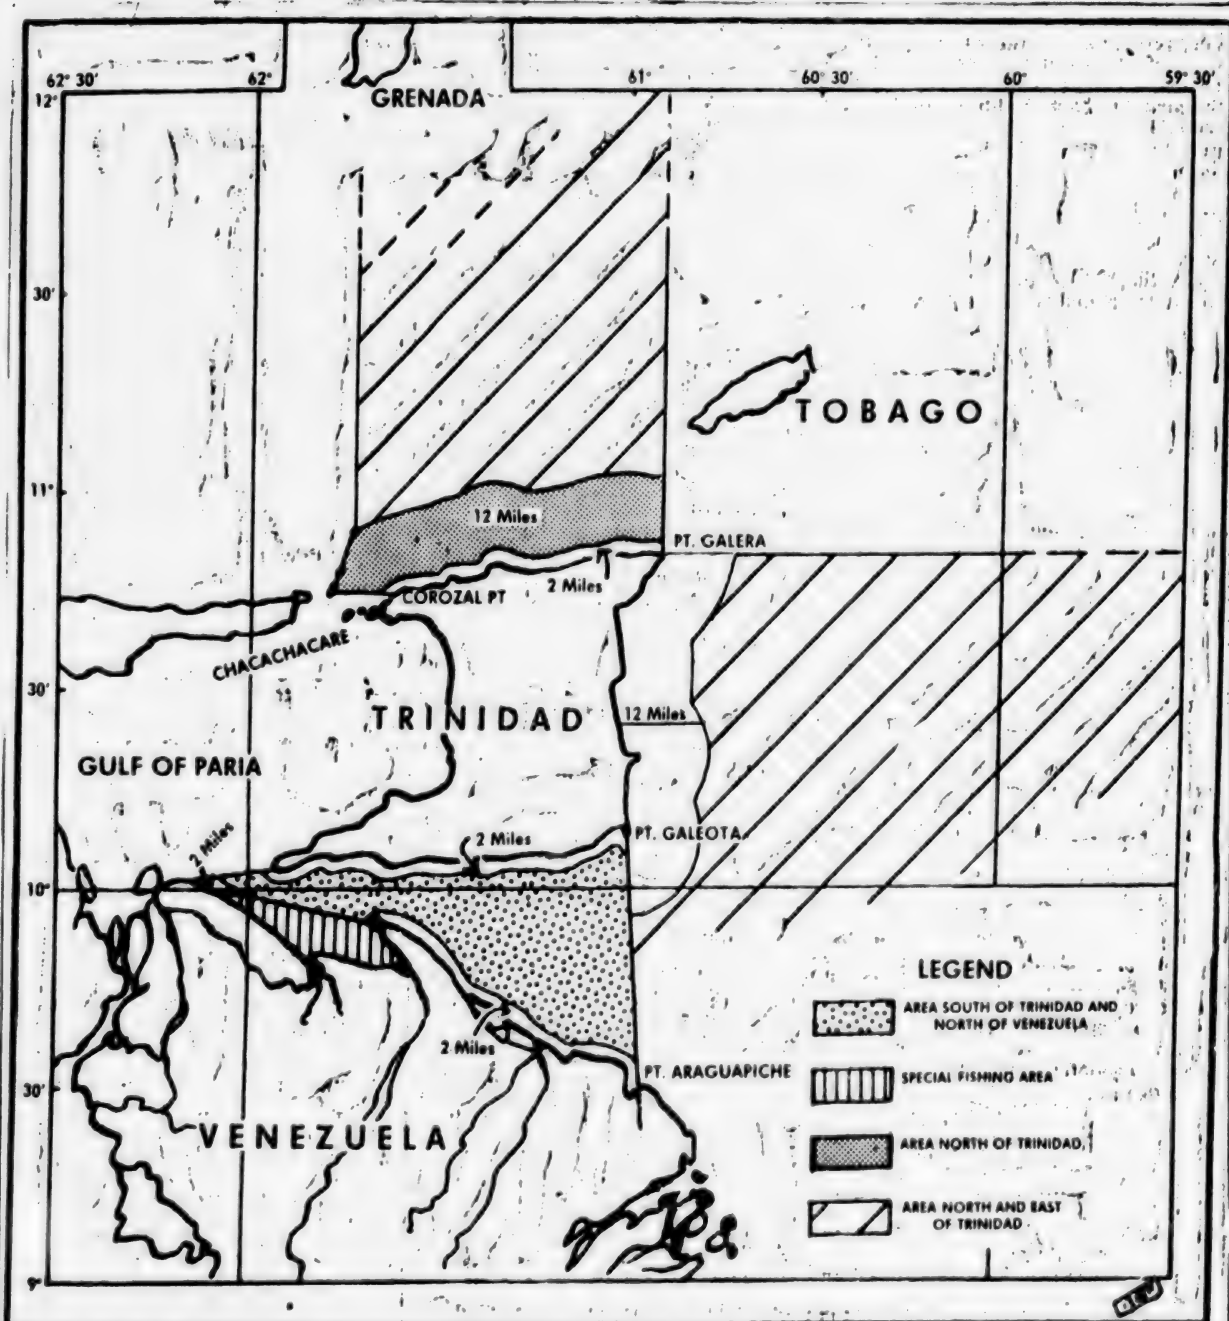 62° 30'
62°
61°
60° 30'
60°
59° 30'
12°
GRENADA
30'
TOBAGO
11°
12 Miles
PT. GALERA
2 Miles
COROZAL PT
CHACACHACARE
30'
TRINIDAD
12 Miles
GULF OF PARIA
2 Miles
2 Miles
PT. GALEOTA
10°
LEGEND
AREA SOUTH OF TRINIDAD AND
NORTH OF VENEZUELA
2 Miles
30'
PT. ARAGUAPICHE
SPECIAL FISHING AREA
VENEZUELA
AREA NORTH OF TRINIDAD
AREA NORTH AND EAST
OF TRINIDAD
9°